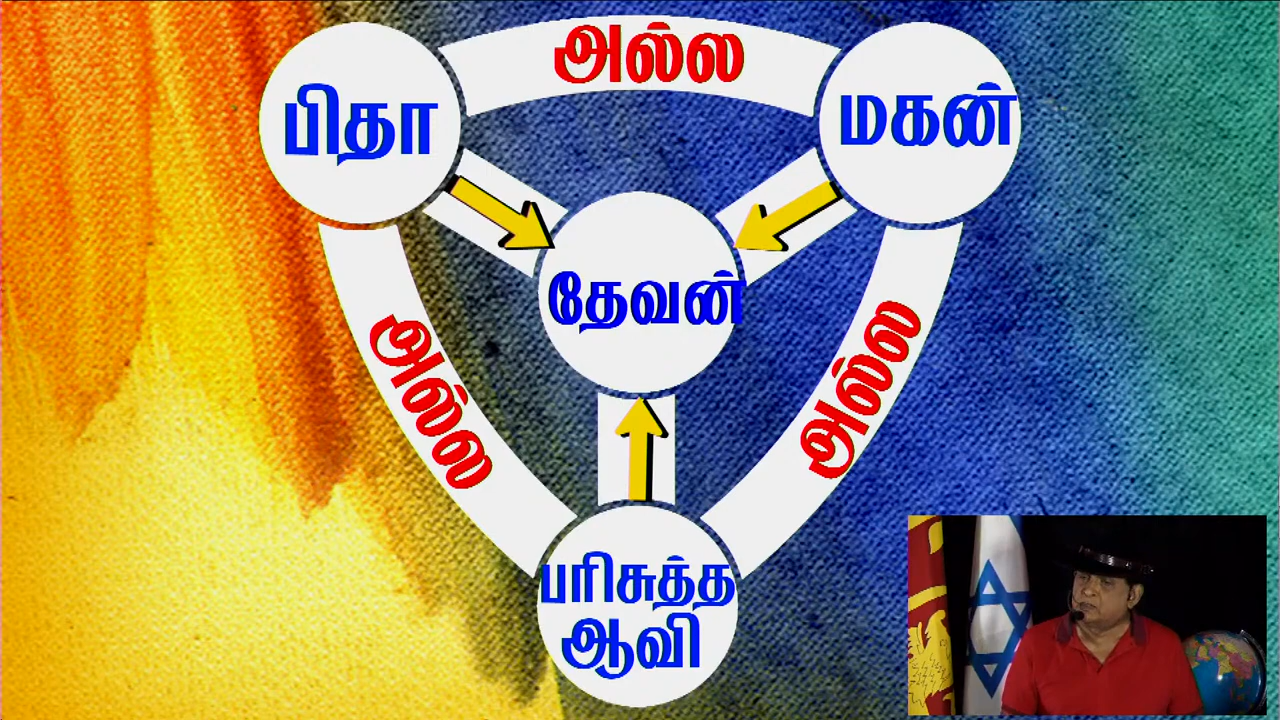 அல்ல
பிதா
மகன்
தேவன்
அல்ல
அல்ல
பரிசுத்த
ஆவி